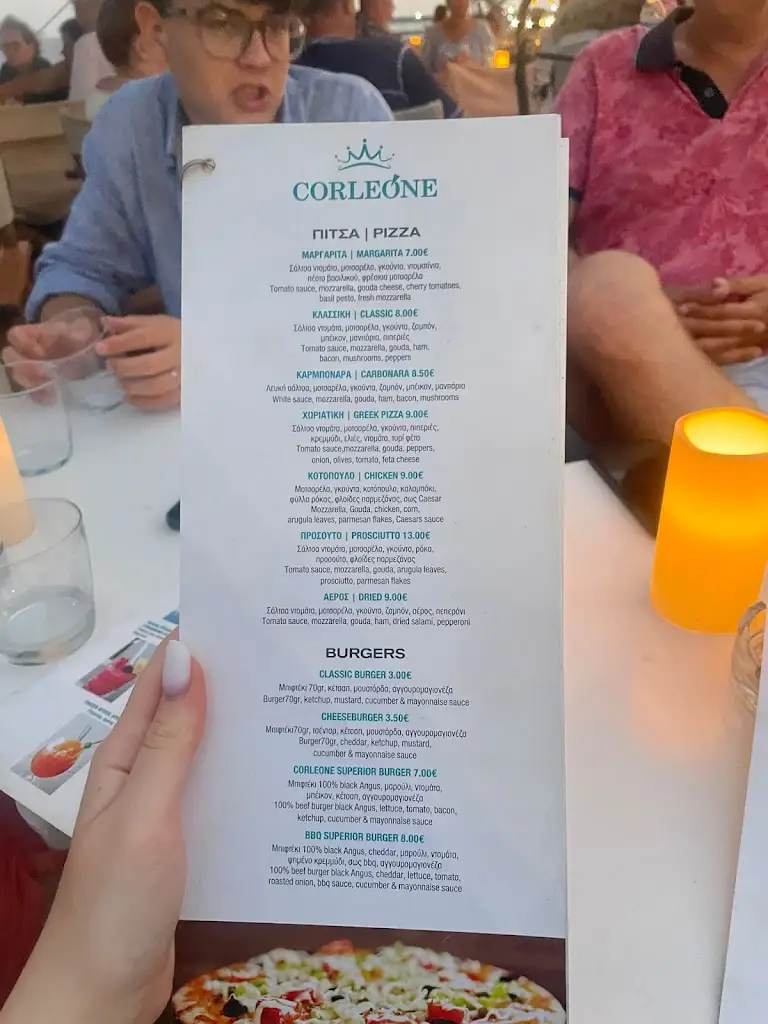 CORLEONE
ΠΙΤΣΑ | PIZZA
ΜΑΡΓΑΡΙΤΑ | MARGARITA 7.00€
Σάλτσα ντομάτα, μοτσαρέλα, γκούντα, ντοματίνια,
πέστο βασιλικού, φρέσκια μοτσαρέλα
Tomato sauce, mozzarella, gouda cheese, cherry tomatoes,
basil pesto, fresh mozzarella
ΚΛΑΣΣΙΚΗ | CLASSIC 8.00€
Σάλτσα ντομάτα, μοτσαρέλα, γκούντα, ζαμπόν,
μπέικον, μανιτάρια, πιπεριές
Tomato sauce, mozzarella, gouda, ham,
bacon, mushrooms, peppers
ΚΑΡΜΠΟΝΑΡΑ | CARBONARA 8.50€
Λευκή σάλτσα, μοτσαρέλα, γκούντα, ζαμπόν, μπέικον, μανιτάρια
White sauce, mozzarella, gouda, ham, bacon, mushrooms
ΧΩΡΙΑΤΙΚΗ | GREEK PIZZA 9.00€
Σάλτσα ντομάτα, μοτσαρέλα, γκούντα, πιπεριές,
κρεμμύδι, ελιές, ντομάτα, τυρί φέτα
Tomato sauce,mozzarella, gouda, peppers,
onion, olives, tomato, feta cheese
ΚΟΤΟΠΟΥΛΟ | CHICKEN 9.00€
Μοτσαρέλα, γκούντα, κοτόπουλο, καλαμπόκι,
φύλλα ρόκας, φλοίδες παρμεζάνας, σως Caesar
Mozzarella, Gouda, chicken, corn,
arugula leaves, parmesan flakes, Caesars sauce
ΠΡΟΣΟΥΤΟ | PROSCIUTTO 13.00€
Σάλτσα ντομάτα, μοτσαρέλα, γκούντα, ρόκα,
προσούτο, φλοίδες παρμεζάνας
Tomato sauce, mozzarella, gouda, arugula leaves,
prosciutto, parmesan flakes
ΑΕΡΟΣ | DRIED 9.00€
Σάλτσα ντομάτα, μοτσαρέλα, γκούντα, ζαμπόν, αέρος, πεπερόνι
Tomato sauce, mozzarella, gouda, ham, dried salami, pepperoni
BURGERS
CLASSIC BURGER 3.00€
Μπιφτέκι 70gr, κέτσαπ, μουστάρδα, αγγουρομαγιονέζα
Burger70gr, ketchup, mustard, cucumber & mayonnaise sauce
CHEESEBURGER 3.50€
Μπιφτέκι70gr, τσένταρ, κέτσαπ, μουστάρδα, αγγουρομαγιονέζα
Burger70gr, cheddar, ketchup, mustard,
cucumber & mayonnaise sauce
CORLEONE SUPERIOR BURGER 7.00€
Μπιφτέκι 100% black Angus, μαρούλι, ντομάτα,
μπέικον, κέτσαπ, αγγουρομαγιονέζα
100% beef burger black Angus, lettuce, tomato, bacon,
ketchup, cucumber & mayonnaise sauce
BBQ SUPERIOR BURGER 8.00€
Μπιφτέκι 100% black Angus, cheddar, μαρούλι, ντομάτα,
ψημένο κρεμμύδι, σως bbq, αγγουρομαγιονέζα
100% beef burger black Angus, cheddar, lettuce, tomato,
roasted onion, bbq sauce, cucumber & mayonnaise sauce